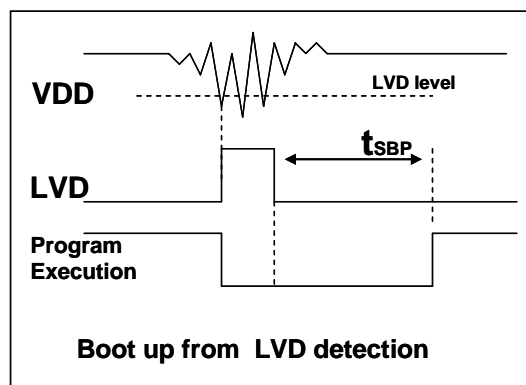 LVD level
VDD
tSBP
LVD
Program
Execution
Boot up from LVD detection